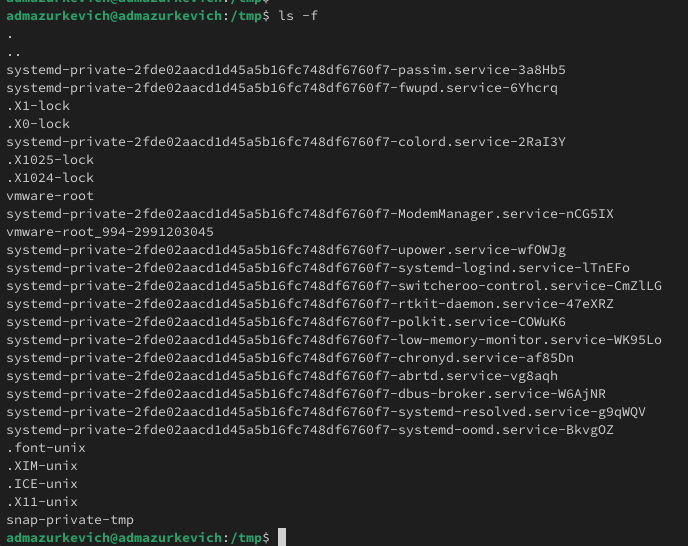 admazurkevich@admazurkevich:/tmp$
admazurkevich@admazurkevich:/tmp$ ls -f
.
..
systemd-private-2fde02aacd1d45a5b16fc748df6760f7-passim.service-3a8Hb5
systemd-private-2fde02aacd1d45a5b16fc748df6760f7-fwupd.service-6Yhcrq
.X1-lock
.X0-lock
systemd-private-2fde02aacd1d45a5b16fc748df6760f7-colord.service-2RaI3Y
.X1025-lock
.X1024-lock
vmware-root
systemd-private-2fde02aacd1d45a5b16fc748df6760f7-ModemManager.service-nCG5IX
vmware-root_994-2991203045
systemd-private-2fde02aacd1d45a5b16fc748df6760f7-upower.service-wfOWJg
systemd-private-2fde02aacd1d45a5b16fc748df6760f7-systemd-logind.service-lTnEFo
systemd-private-2fde02aacd1d45a5b16fc748df6760f7-switcheroo-control.service-CmZlLG
systemd-private-2fde02aacd1d45a5b16fc748df6760f7-rtkit-daemon.service-47eXRZ
systemd-private-2fde02aacd1d45a5b16fc748df6760f7-polkit.service-COWuK6
systemd-private-2fde02aacd1d45a5b16fc748df6760f7-low-memory-monitor.service-WK95Lo
systemd-private-2fde02aacd1d45a5b16fc748df6760f7-chronyd.service-af85Dn
systemd-private-2fde02aacd1d45a5b16fc748df6760f7-abrtd.service-vg8aqh
systemd-private-2fde02aacd1d45a5b16fc748df6760f7-dbus-broker.service-W6AjNR
systemd-private-2fde02aacd1d45a5b16fc748df6760f7-systemd-resolved.service-g9qWQV
systemd-private-2fde02aacd1d45a5b16fc748df6760f7-systemd-oomd.service-BkvgOZ
.font-unix
.XIM-unix
.ICE-unix
.X11-unix
snap-private-tmp
admazurkevich@admazurkevich:/tmp$